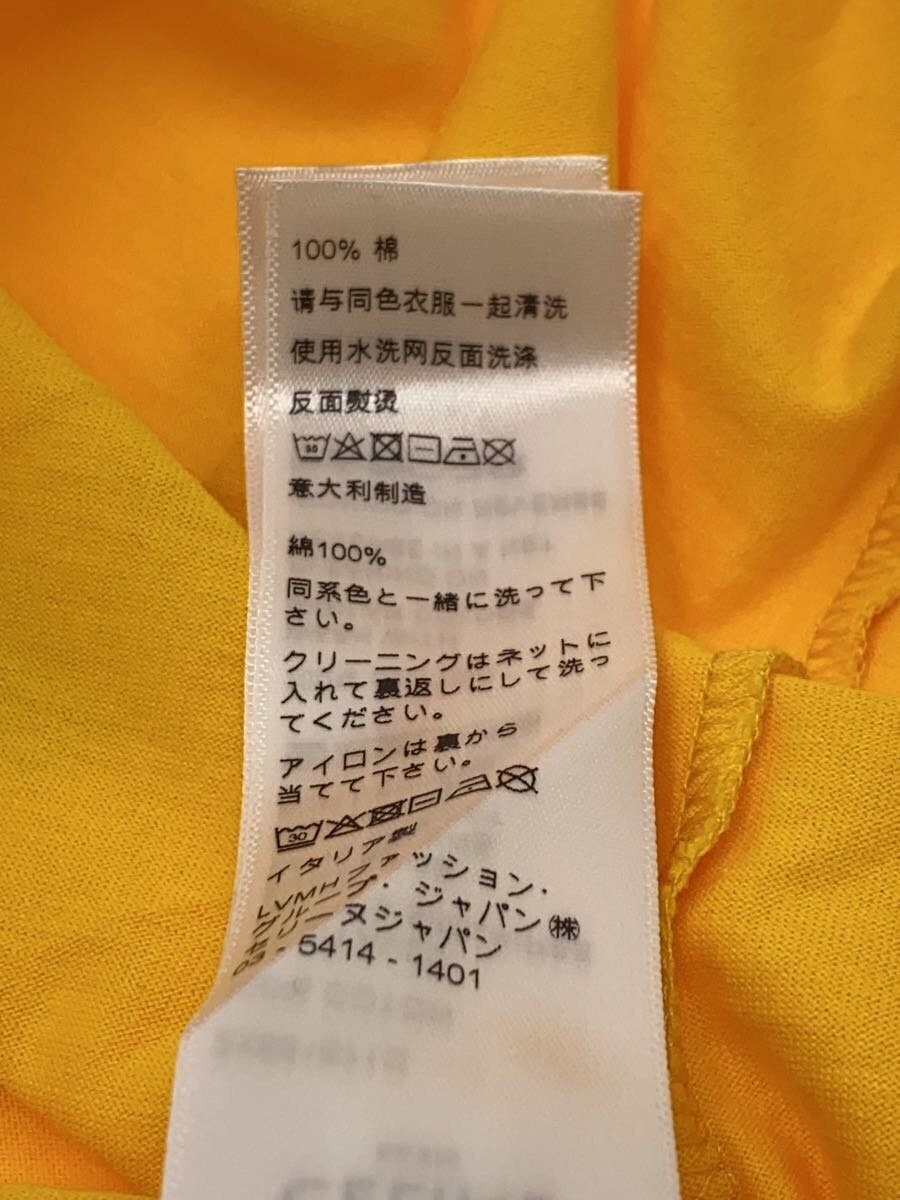 100% 棉
请与同色衣服一起清洗
使用水洗网反面洗涤
反面熨烫
意大利制造
綿100%
同系色と一緒に洗って下
さい。
クリーニングはネットに
入れて裏返しにして洗っ
てください。
アイロンは裏から
当てて下さい。
30
イタリア製
LVMHファッション・
グループ・ジャパン㈱
セリーヌジャパン
03 - 5414 - 1401